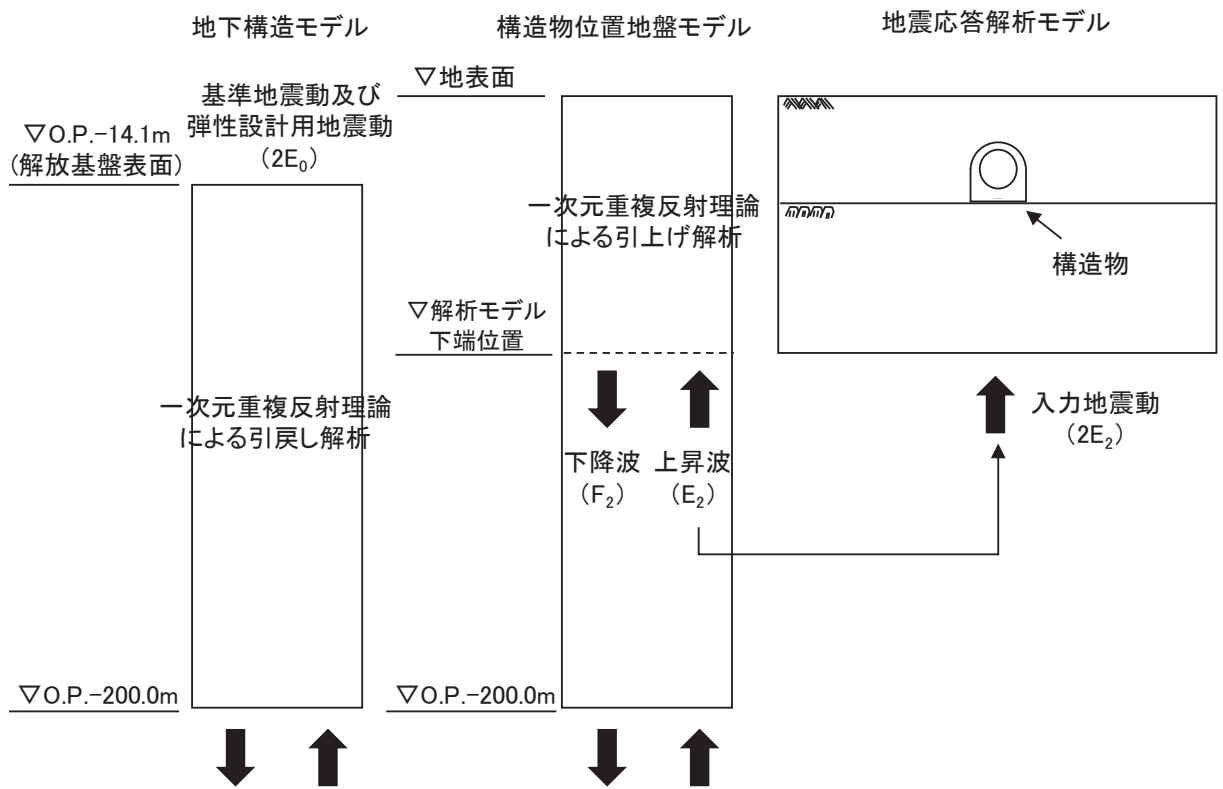 地下構造モデル
基準地震動及び
弾性設計用地震動
（2E₀）
▽O.P.-14.1m
(解放基盤表面)
一次元重複反射理論
による引戻し解析
▽O.P.-200.0m
構造物位置地盤モデル
▽地表面
一次元重複反射理論
による引上げ解析
▽解析モデル
下端位置
下降波
（F₂）
上昇波
（E₂）
▽O.P.-200.0m
地震応答解析モデル
構造物
入力地震動
（2E₂）